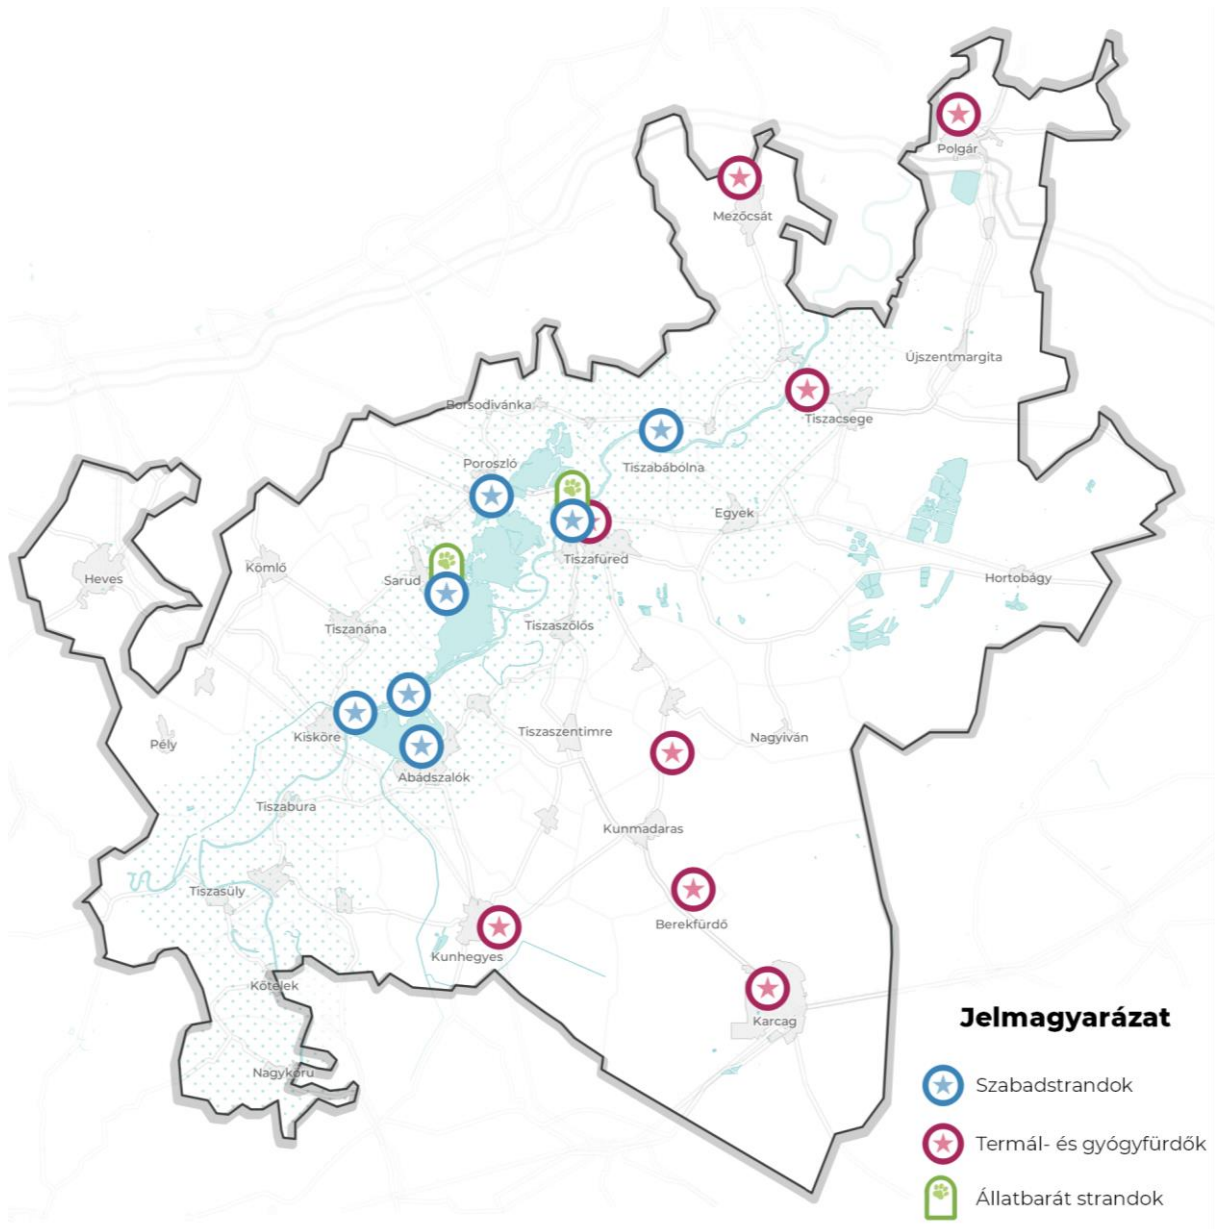 Polgár
Mezőcsát
Újszentmargita
Borsodivánka
Tiszacsege
Poroszló
Tiszabábolna
Egyek
Tiszafüred
Heves
Kömlő
Sarud
Hortobágy
Tiszanána
Tiszaszőlős
Kisköre
Tiszaszentimre
Nagyiván
Pély
Abádszalók
Tiszabura
Kunmadaras
Tiszasüly
Berekfürdő
Kunhegyes
Kőtelek
Karcag
Nagykörű
Jelmagyarázat
Szabadstrandok
Termál- és gyógyfürdők
Állatbarát strandok